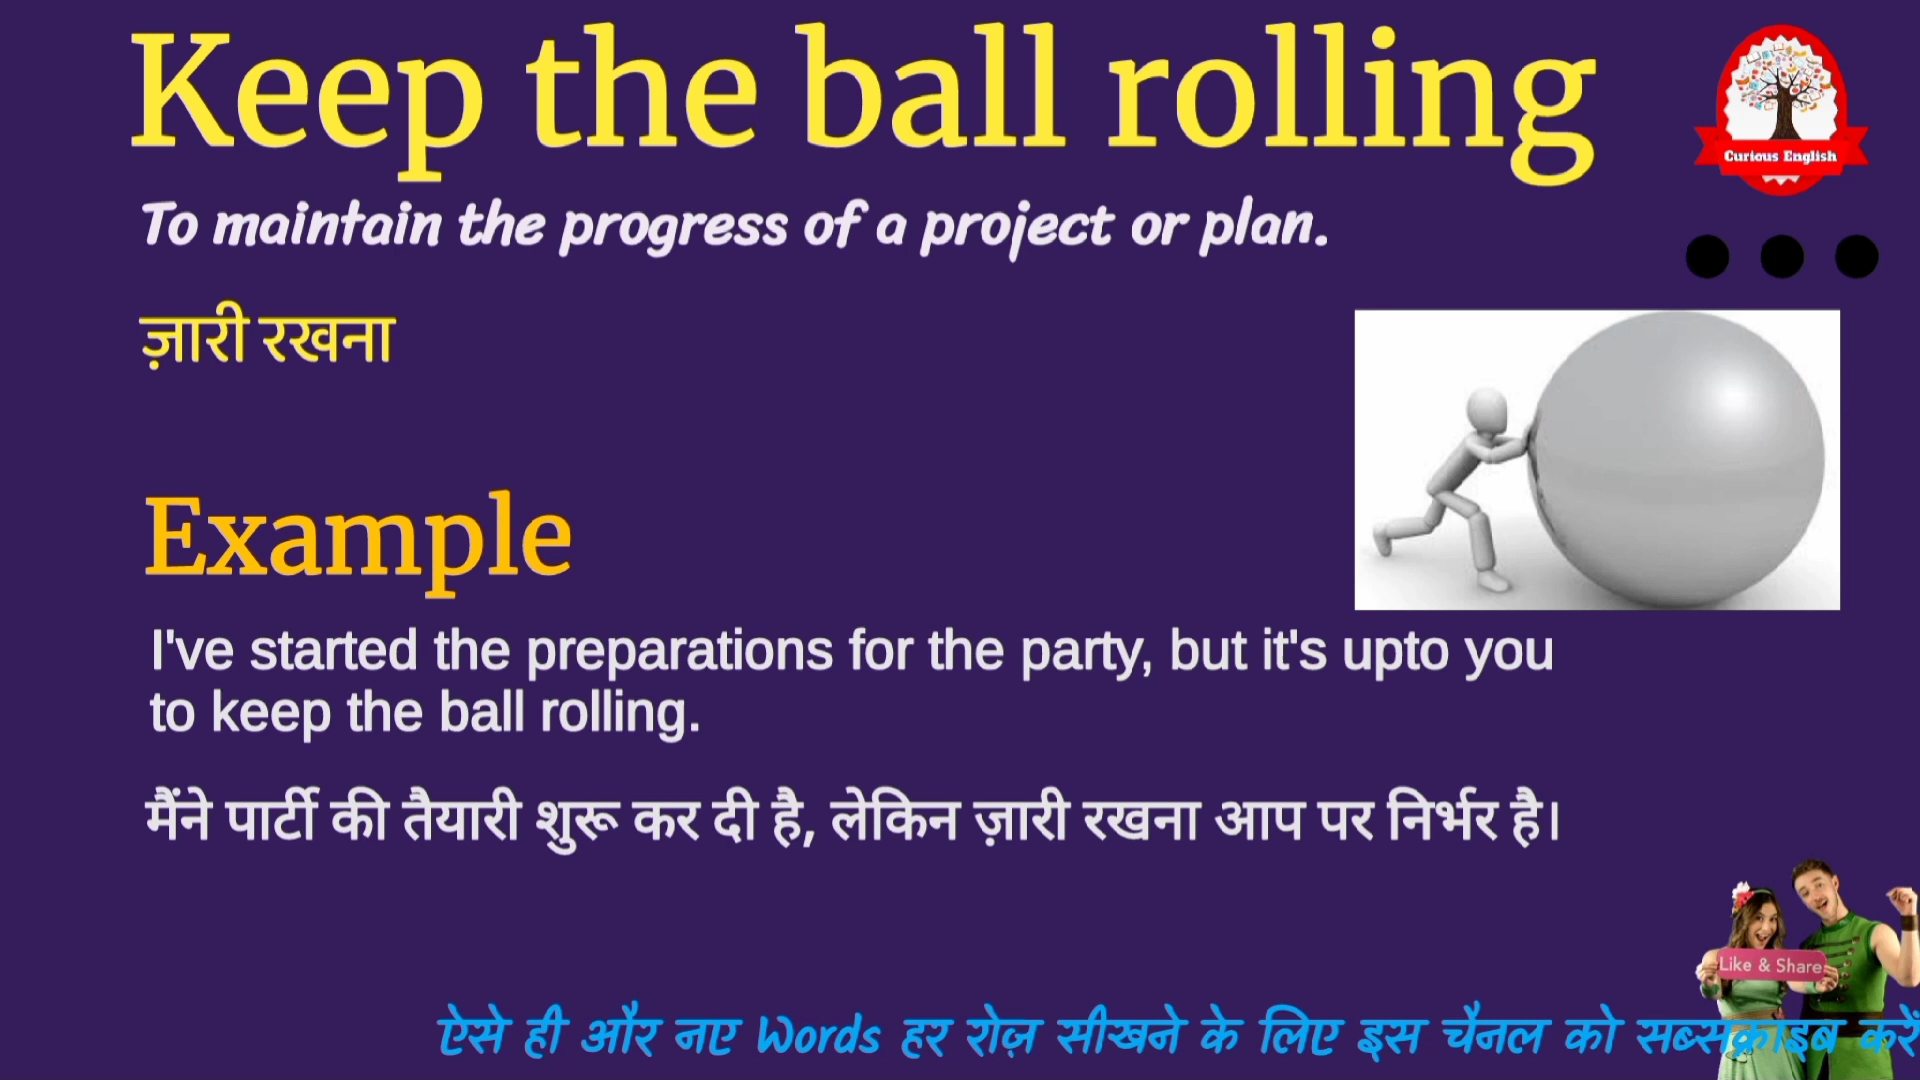 Keep the ball rolling
Curious English
To maintain the progress of a project or plan.
ज़ारी रखना
Example
I've started the preparations for the party, but it's upto you
to keep the ball rolling.
मैंने पार्टी की तैयारी शुरू कर दी है, लेकिन ज़ारी रखना आप पर निर्भर है।
Like & Share
ऐसे ही और नए Words हर रोज़ सीखने के लिए इस चैनल को सब्सक्राइब करें